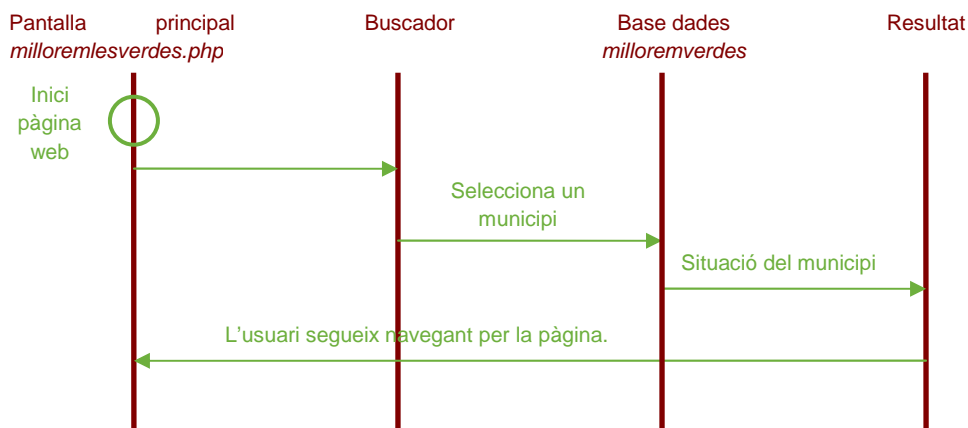 Pantalla principal
milloremlesverdes.php
Buscador
Base dades
milloremverdes
Resultat
Inici
pàgina
web
Selecciona un
municipi
Situació del municipi
L’usuari segueix navegant per la pàgina.